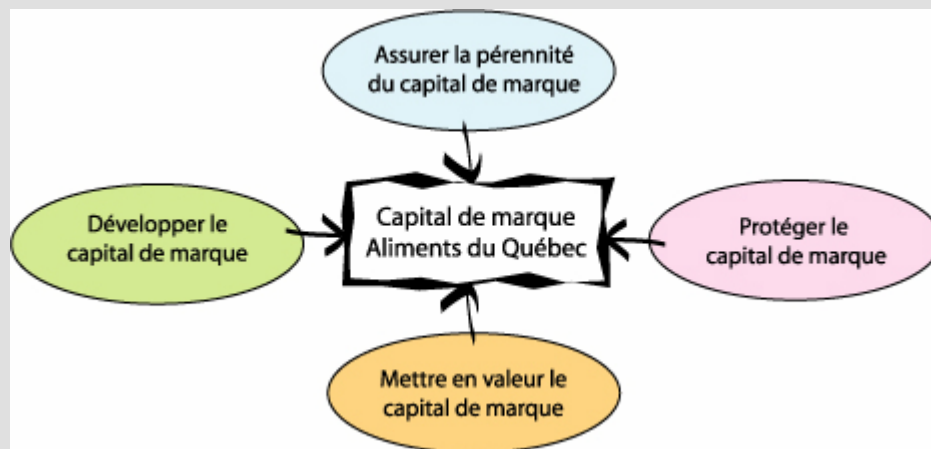 Assurer la pérennité
du capital de marque
Développer le
capital de marque
Capital de marque
Aliments du Québec
Protéger le
capital de marque
Mettre en valeur le
capital de marque